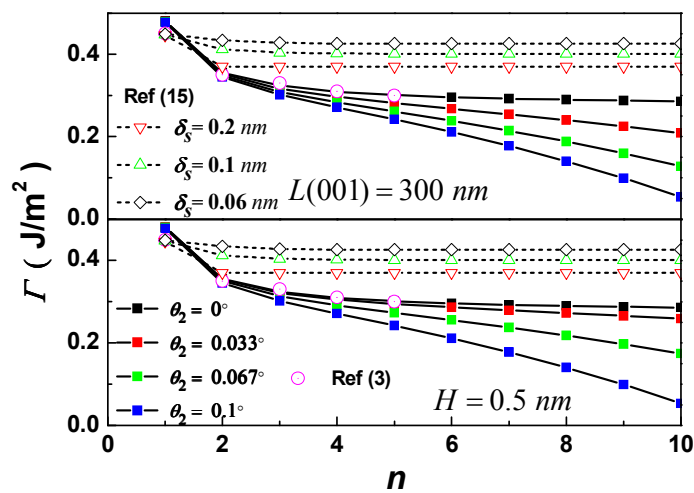 0.4
Ref (15)
δs= 0.2 nm
δs= 0.1 nm
δs= 0.06 nm
L(001) = 300 nm
0.2
0.0
Γ ( J/m²)
0.4
θ2 = 0°
θ2 = 0.033°
θ2 = 0.067°
Ref (3)
θ2 = 0.1°
H = 0.5 nm
0.2
0.0
0 2 4 6 8 10
n